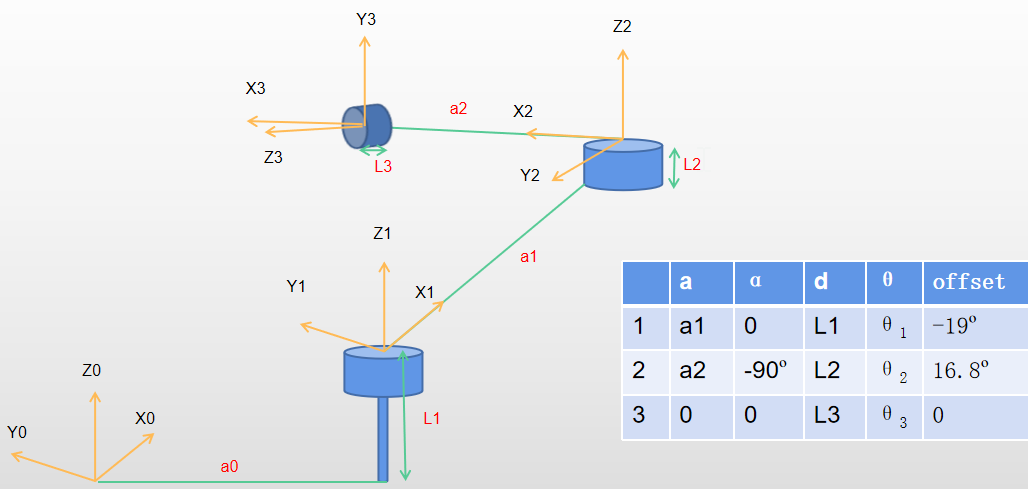 Y3
Z2
X3
a2
X2
Z3
L3
Y2
L2
Z1
a1
Y1
X1
Z0
X0
Y0
L1
a0
a α d θ offset
1 a1 0 L1 θ1 -19°
2 a2 -90° L2 θ2 16.8°
3 0 0 L3 θ3 0